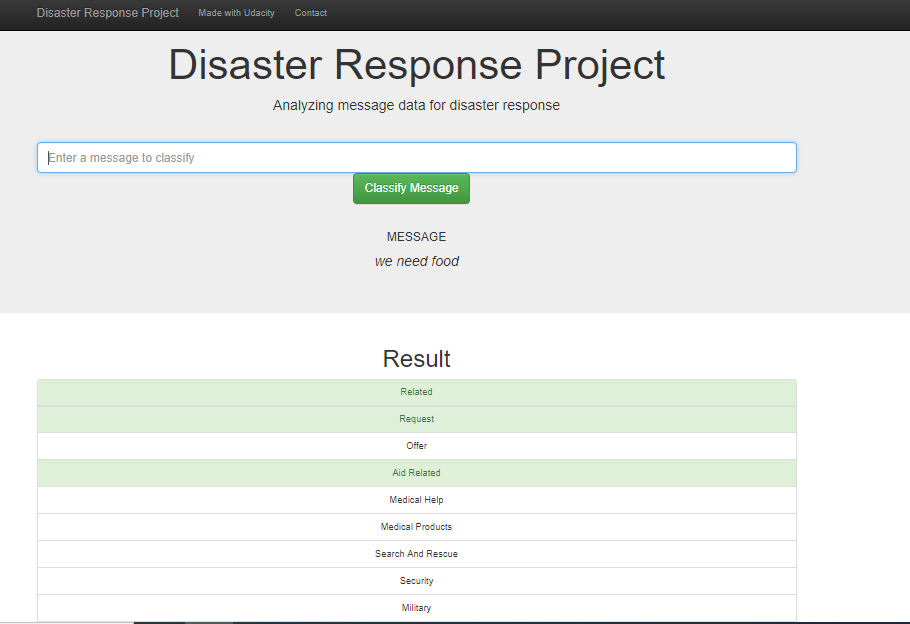 Disaster Response Project Made with Udacity Contact
Disaster Response Project
Analyzing message data for disaster response
Enter a message to classify
Classify Message
MESSAGE
we need food
Result
Related
Request
Offer
Aid Related
Medical Help
Medical Products
Search And Rescue
Security
Military